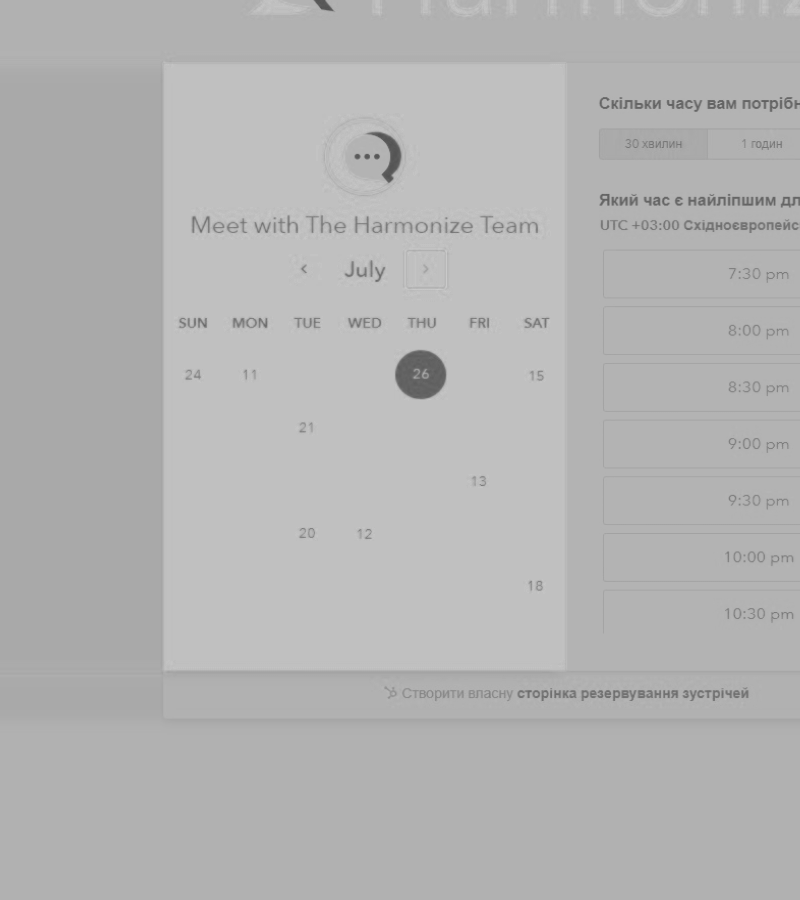 Meet with The Harmonize Team
July
SUN MON TUE WED THU FRI SAT
24 11 26 15
21
13
20 12
18
Скільки часу вам потрібн
30 хвилин 1 годин
Який час є найліпшим дл
UTC +03:00 Східноєвропейс
7:30 pm
8:00 pm
8:30 pm
9:00 pm
9:30 pm
10:00 pm
10:30 pm
Створити власну сторінка резервування зустрічей